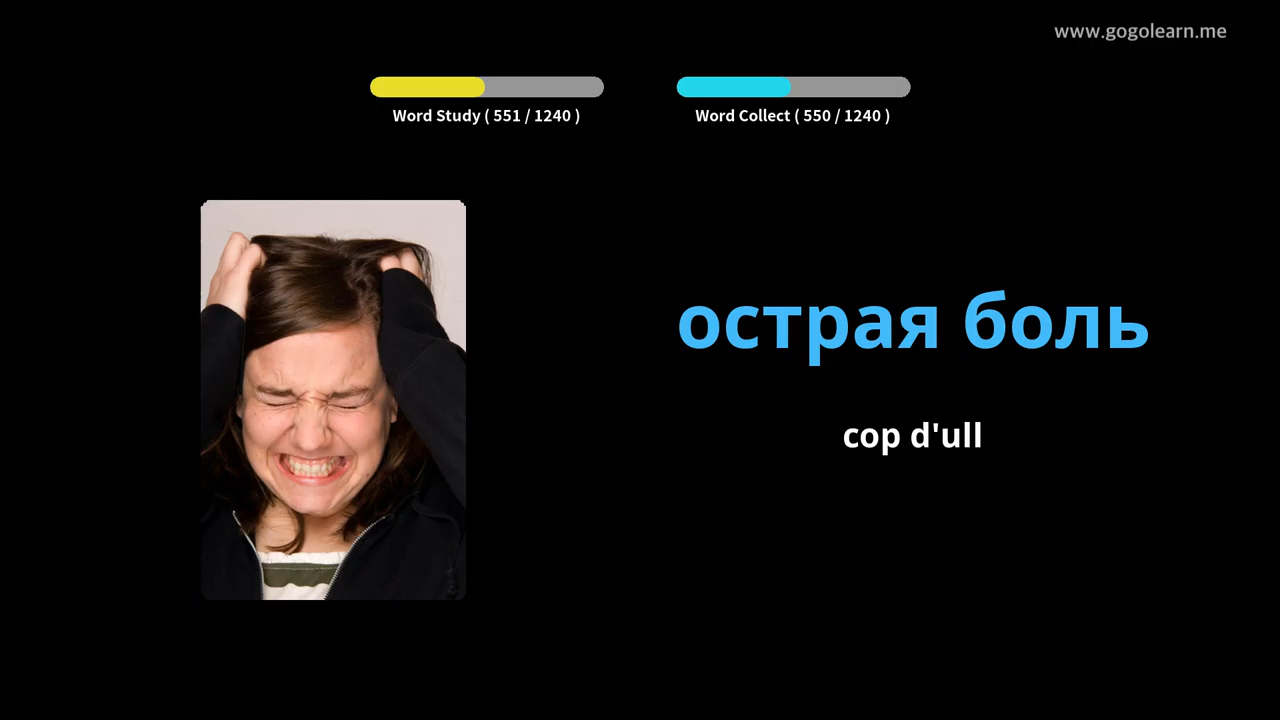 www.gogolearn.me
Word Study ( 551 / 1240 )
Word Collect ( 550 / 1240 )
острая боль
cop d'ull